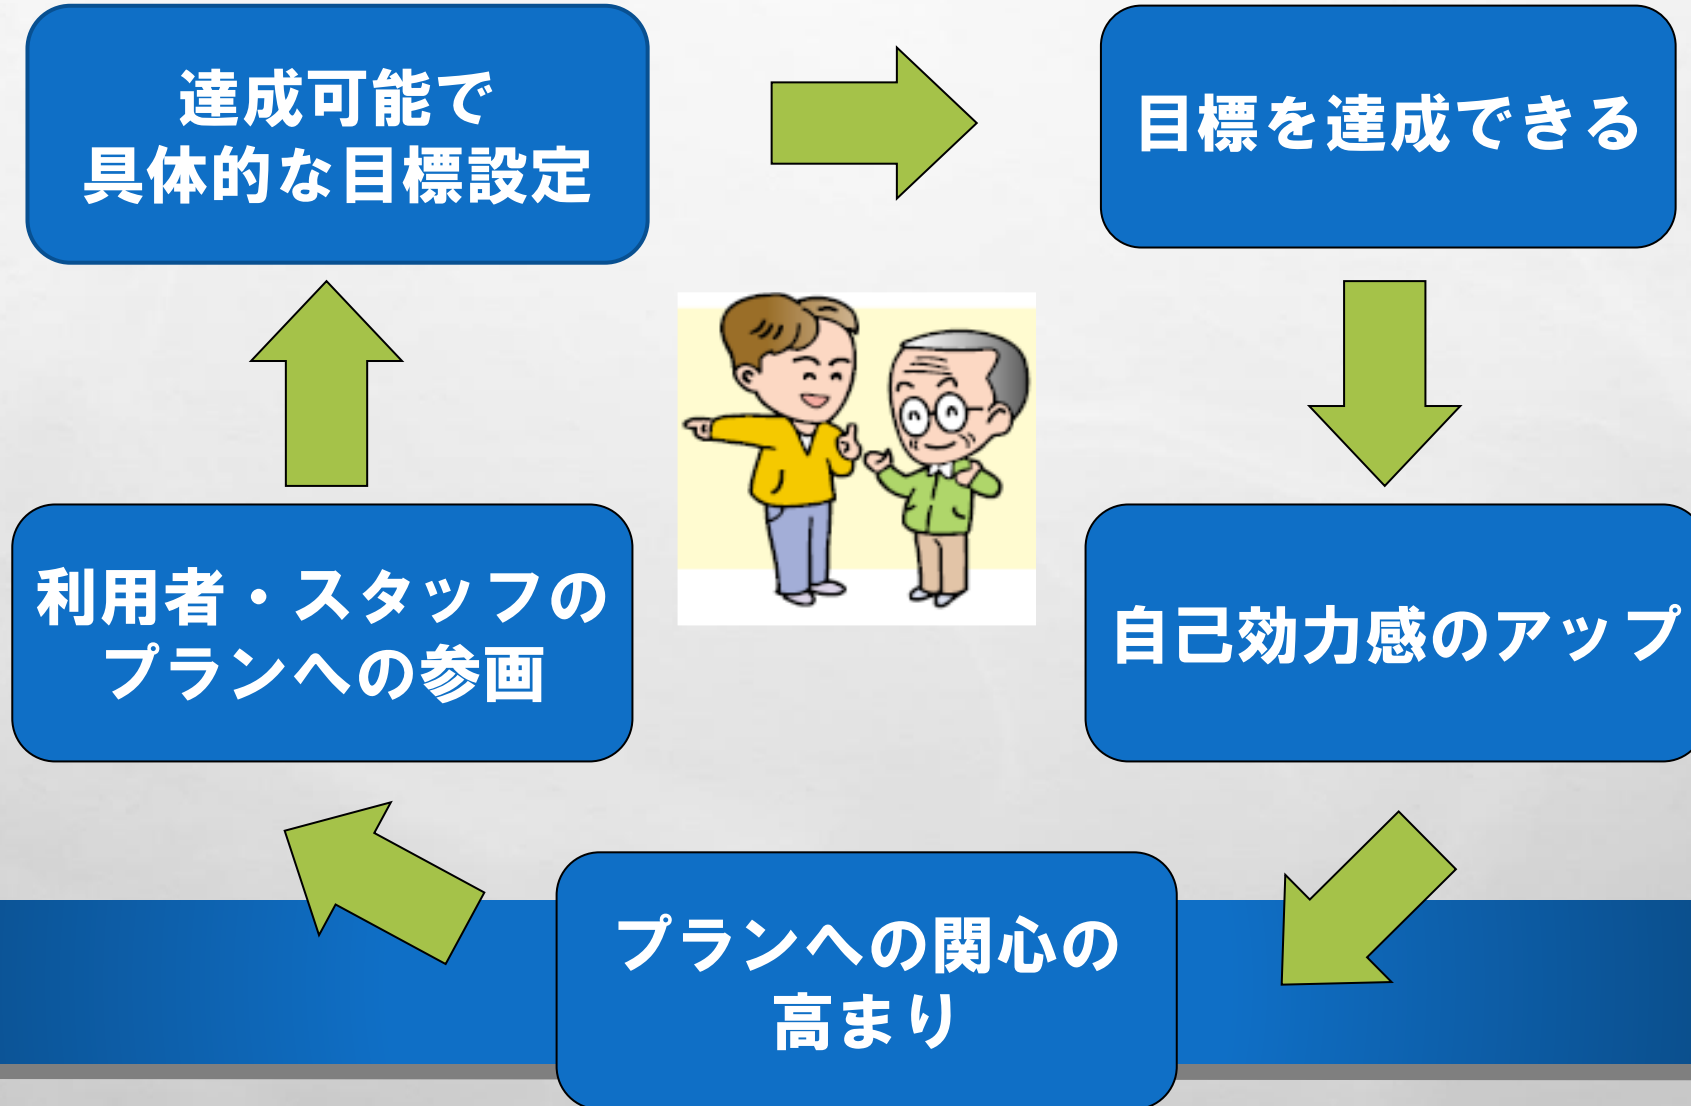 達成可能で
具体的な目標設定
目標を達成できる
利用者・スタッフの
プランへの参画
自己効力感のアップ
プランへの関心の
高まり